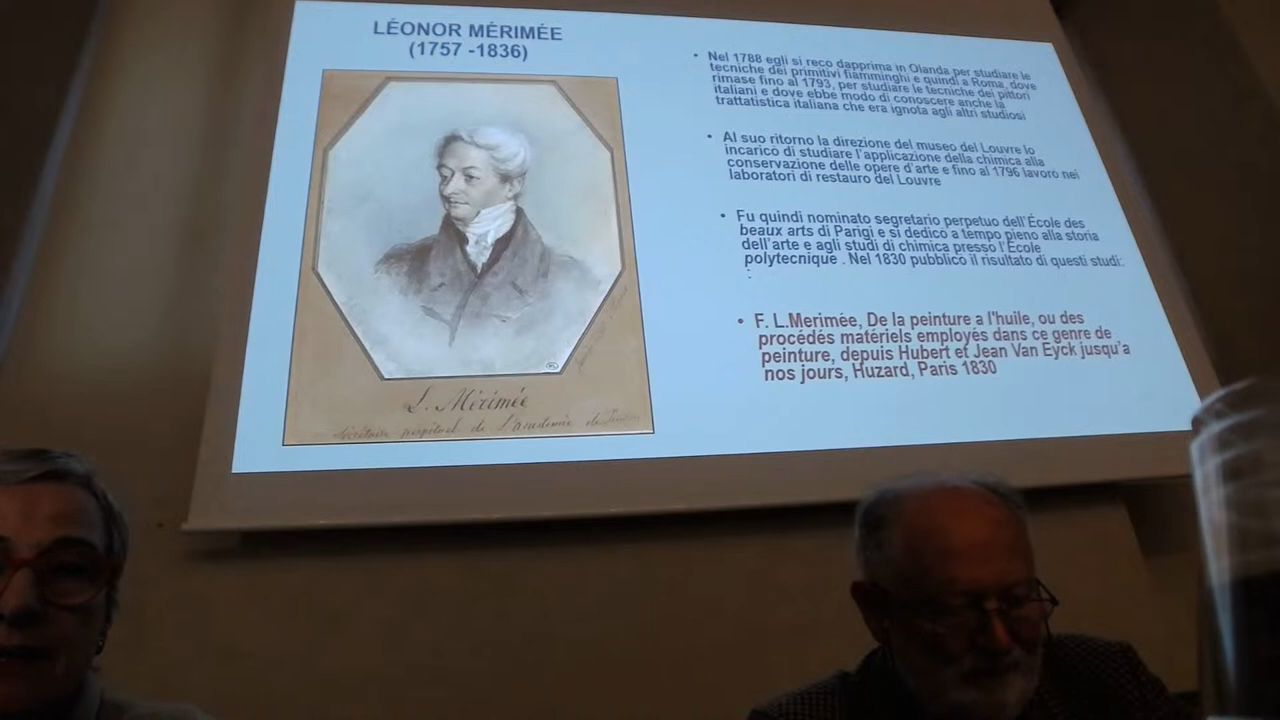 LÉONOR MÉRIMÉE
(1757 -1836)
L. Mérimée
Secrétaire perpétuel de l'academie de
• Nel 1788 egli si reco dapprima in Olanda per studiare le
tecniche dei primitivi fiamminghi e quindi a Roma, dove
rimase fino al 1793, per studiare le tecniche dei pittori
italiani e dove ebbe modo di conoscere anche la
trattatistica italiana che era ignota agli altri studiosi
• Al suo ritorno la direzione del museo del Louvre lo
incaricò di studiare l'applicazione della chimica alla
conservazione delle opere d'arte e fino al 1796 lavorò nei
laboratori di restauro del Louvre
• Fu quindi nominato segretario perpetuo dell'École des
beaux arts di Parigi e si dedicò a tempo pieno alla storia
dell'arte e agli studi di chimica presso l'École
polytecnique . Nel 1830 pubblicò il risultato di questi studi:
:
• F. L.Merimée, De la peinture a l'huile, ou des
procédés matériels employés dans ce genre de
peinture, depuis Hubert et Jean Van Eyck jusqu'a
nos jours, Huzard, Paris 1830